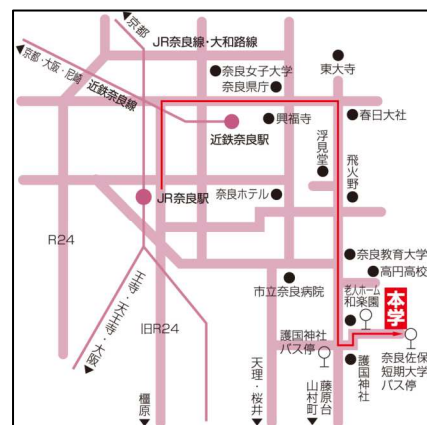 ▲京都
JR奈良線・大和路線
◀京都・大阪・尼崎
近鉄奈良線
奈良女子大学
奈良県庁
東大寺
興福寺
春日大社
近鉄奈良駅
浮見堂
飛火野
JR奈良駅
奈良ホテル
R24
奈良教育大学
高円高校
市立奈良病院
老人ホーム
和楽園
本学
王寺・天王寺・大阪▶
旧R24
護国神社
バス停
奈良佐保
短期大学
バス停
護国神社
橿原▼
天理・桜井▼
藤原台
山村町▼